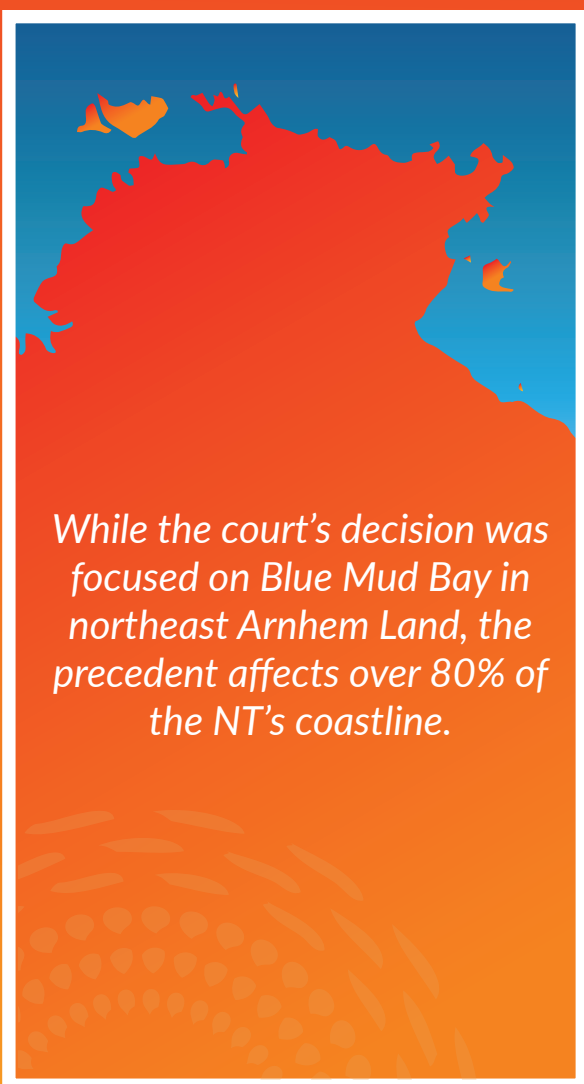 While the court’s decision was
focused on Blue Mud Bay in
northeast Arnhem Land, the
precedent affects over 80% of
the NT’s coastline.